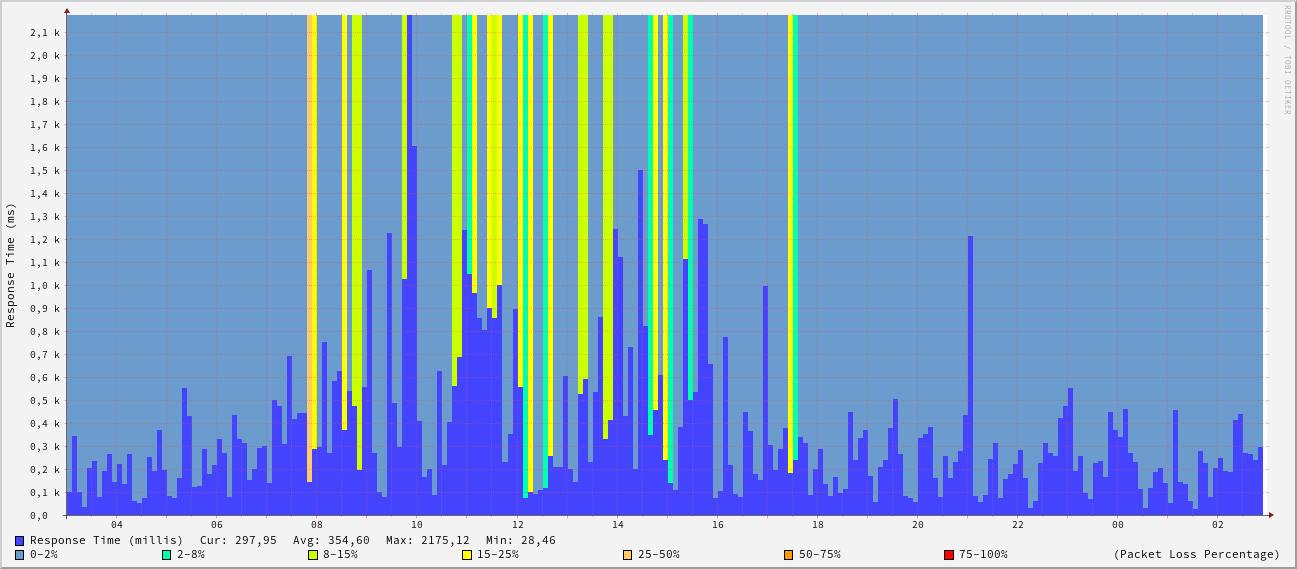 RRDTOOL / TOBI OETIKER
Response Time (ms)
2,1 k
2,0 k
1,9 k
1,8 k
1,7 k
1,6 k
1,5 k
1,4 k
1,3 k
1,2 k
1,1 k
1,0 k
0,9 k
0,8 k
0,7 k
0,6 k
0,5 k
0,4 k
0,3 k
0,2 k
0,1 k
0,0
04 06 08 10 12 14 16 18 20 22 00 02
Response Time (millis) Cur: 297,95 Avg: 354,60 Max: 2175,12 Min: 28,46
0-2% 2-8% 8-15% 15-25% 25-50% 50-75% 75-100% (Packet Loss Percentage)